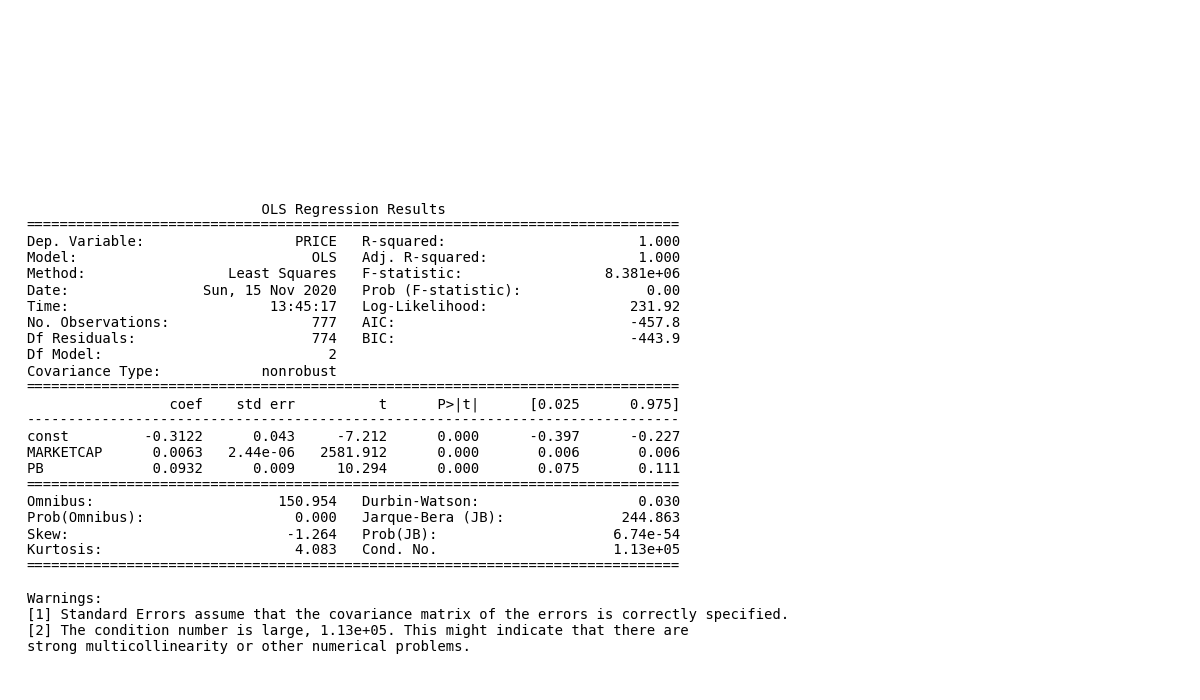 OLS Regression Results
==============================================================================
Dep. Variable:                  PRICE   R-squared:                       1.000
Model:                            OLS   Adj. R-squared:                  1.000
Method:                 Least Squares   F-statistic:                 8.381e+06
Date:                Sun, 15 Nov 2020   Prob (F-statistic):               0.00
Time:                        13:45:17   Log-Likelihood:                 231.92
No. Observations:                 777   AIC:                            -457.8
Df Residuals:                     774   BIC:                            -443.9
Df Model:                           2
Covariance Type:            nonrobust
==============================================================================
                 coef    std err          t      P>|t|      [0.025      0.975]
------------------------------------------------------------------------------
const         -0.3122      0.043     -7.212      0.000      -0.397      -0.227
MARKETCAP      0.0063   2.44e-06   2581.912      0.000       0.006       0.006
PB             0.0932      0.009     10.294      0.000       0.075       0.111
==============================================================================
Omnibus:                      150.954   Durbin-Watson:                   0.030
Prob(Omnibus):                  0.000   Jarque-Bera (JB):              244.863
Skew:                          -1.264   Prob(JB):                     6.74e-54
Kurtosis:                       4.083   Cond. No.                     1.13e+05
==============================================================================
Warnings:
[1] Standard Errors assume that the covariance matrix of the errors is correctly specified.
[2] The condition number is large, 1.13e+05. This might indicate that there are
strong multicollinearity or other numerical problems.